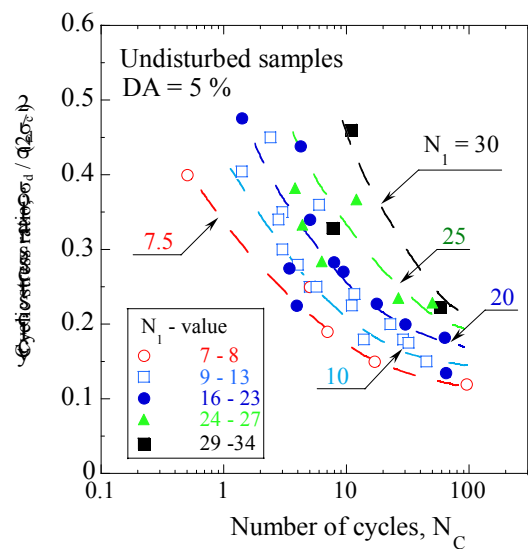 0.6
0.5
0.4
0.3
0.2
0.1
0
Undisturbed samples
DA = 5 %
N1 = 30
7.5
25
20
10
N1 - value
7 - 8
9 - 13
16 - 23
24 - 27
29 -34
0.1 1 10 100
Number of cycles, NC